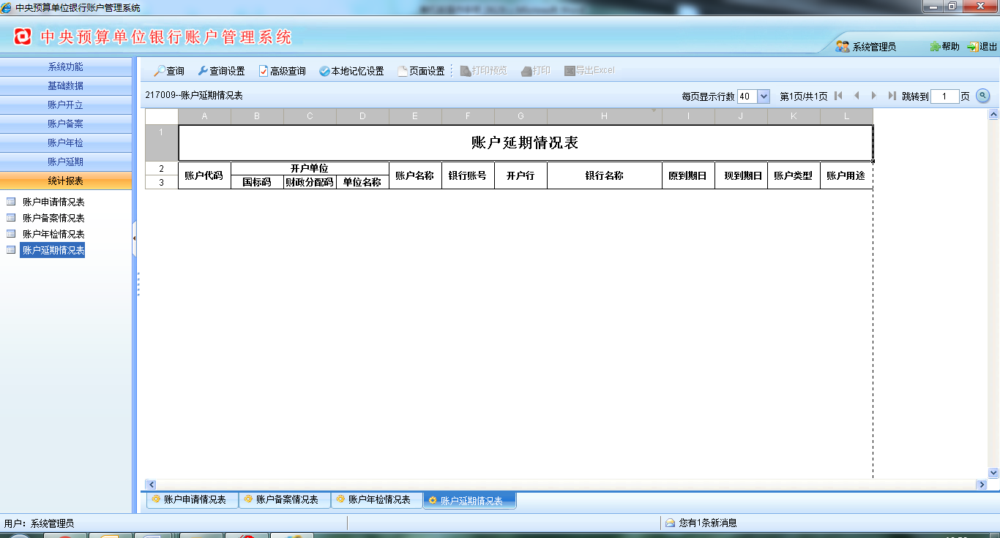 中央预算单位银行账户管理系统
中央预算单位银行账户管理系统
系统管理员 帮助 退出
系统功能
基础数据
账户开立
账户备案
账户年检
账户延期
统计报表
账户申请情况表
账户备案情况表
账户年检情况表
账户延期情况表
查询 查询设置 高级查询 本地记忆设置 页面设置 打印预览 打印 导出Excel
217009--账户延期情况表
每页显示行数 40 第1页/共1页 跳转到 1 页
A B C D E F G H I J K L
1 账户延期情况表
2 账户代码 开户单位 账户名称 银行账号 开户行 银行名称 原到期日 现到期日 账户类型 账户用途
3 国标码 财政分配码 单位名称
账户申请情况表 账户备案情况表 账户年检情况表 账户延期情况表
用户：系统管理员 您有1条新消息